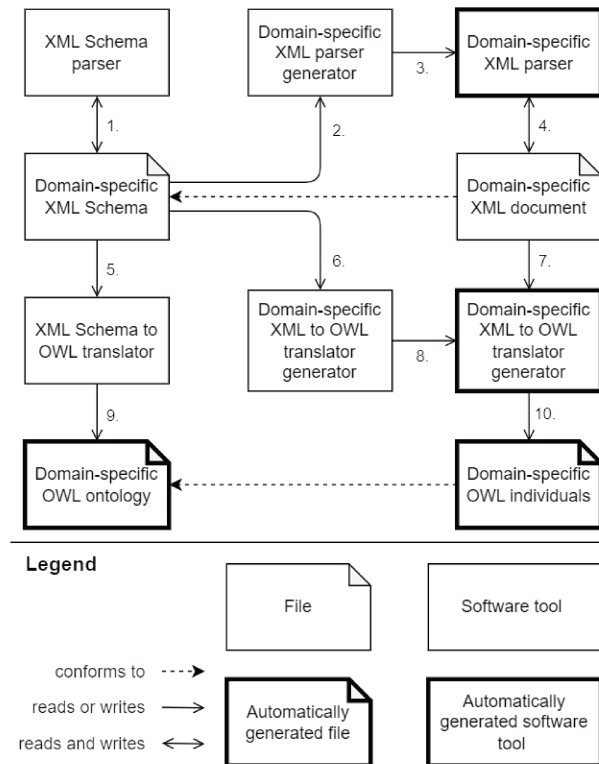 XML Schema
parser
Domain-specific
XML parser
generator
Domain-specific
XML parser
3.
1.
2.
4.
Domain-specific
XML Schema
Domain-specific
XML document
5.
6.
7.
XML Schema to
OWL translator
Domain-specific
XML to OWL
translator
generator
Domain-specific
XML to OWL
translator
generator
8.
9.
10.
Domain-specific
OWL ontology
Domain-specific
OWL individuals
Legend
File
Software tool
conforms to
reads or writes
reads and writes
Automatically
generated file
Automatically
generated software
tool